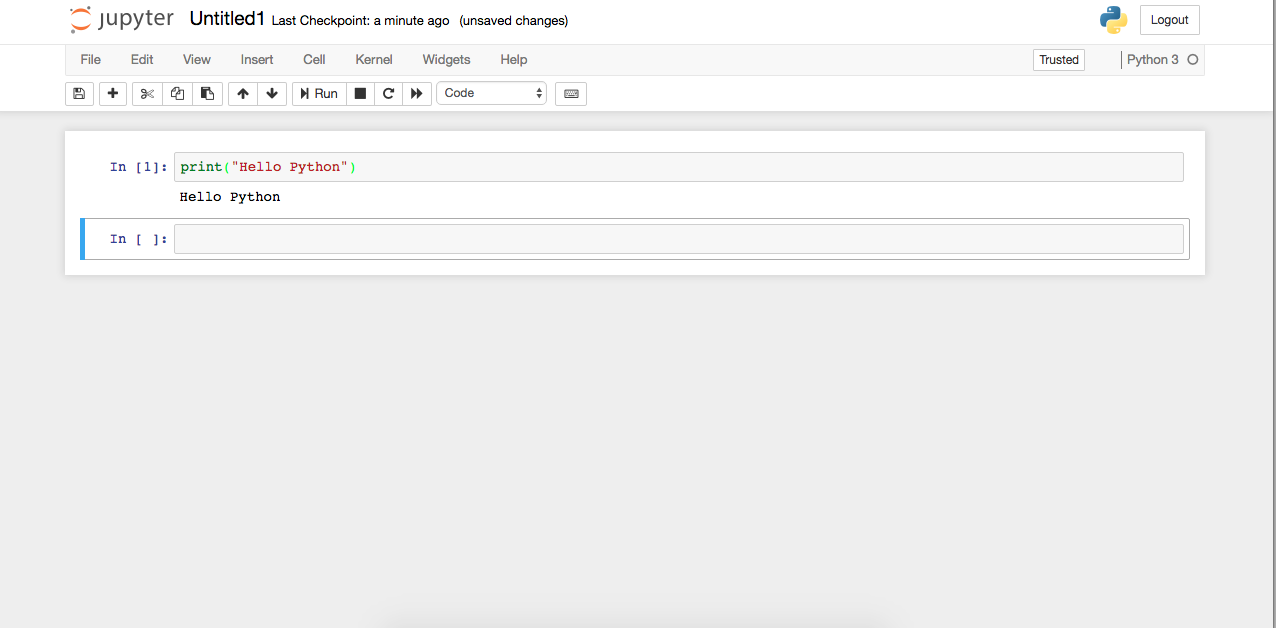 jupyter Untitled1 Last Checkpoint: a minute ago (unsaved changes) Logout
File Edit View Insert Cell Kernel Widgets Help Trusted Python 3
Run Code
In [1]: print("Hello Python")
Hello Python
In [ ]: